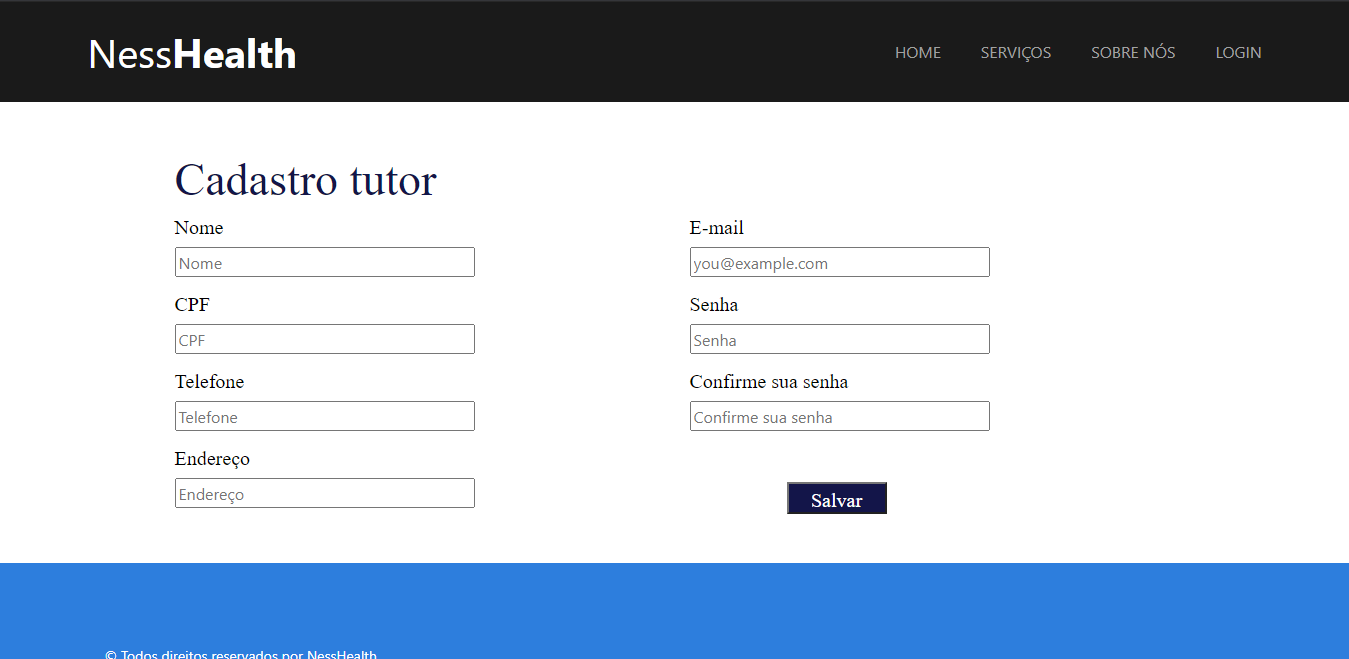 NessHealth
HOME SERVIÇOS SOBRE NÓS LOGIN
Cadastro tutor
Nome
Nome
CPF
CPF
Telefone
Telefone
Endereço
Endereço
E-mail
you@example.com
Senha
Senha
Confirme sua senha
Confirme sua senha
Salvar
© Todos direitos reservados por NessHealth